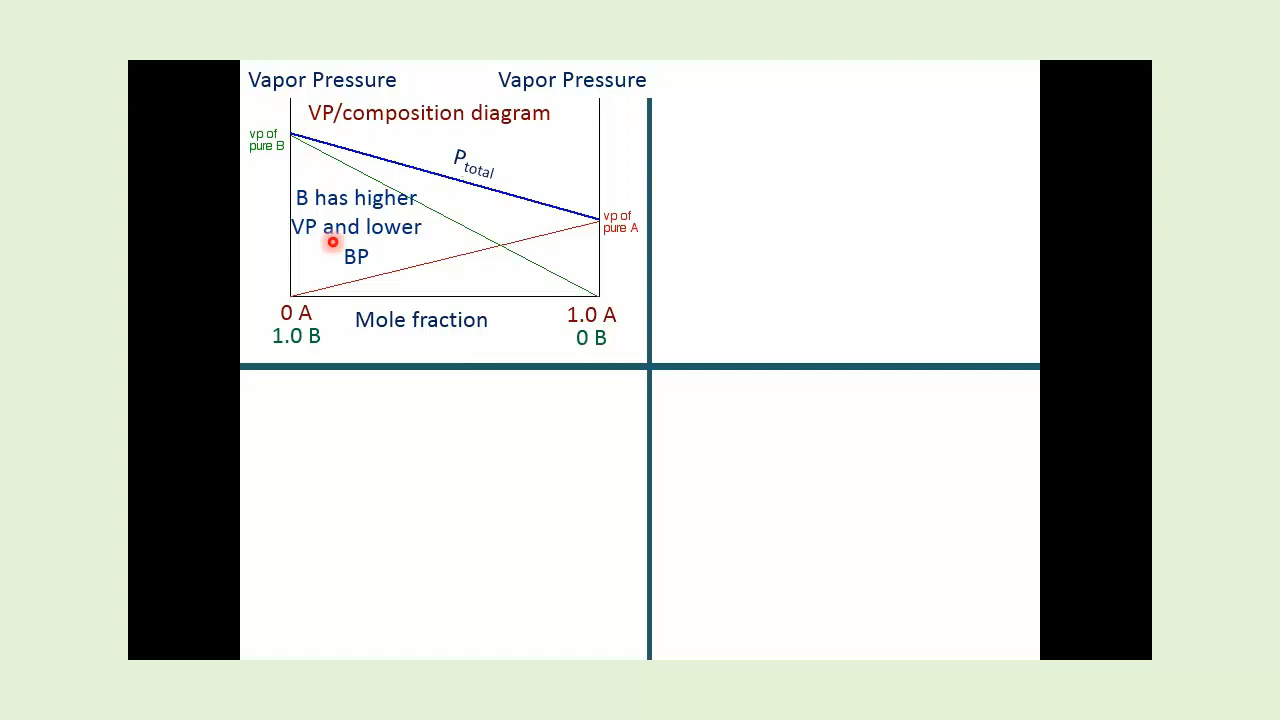 Vapor Pressure
Vapor Pressure
VP/composition diagram
vp of
pure B
Ptotal
B has higher
VP and lower
BP
vp of
pure A
0 A
1.0 B
Mole fraction
1.0 A
0 B